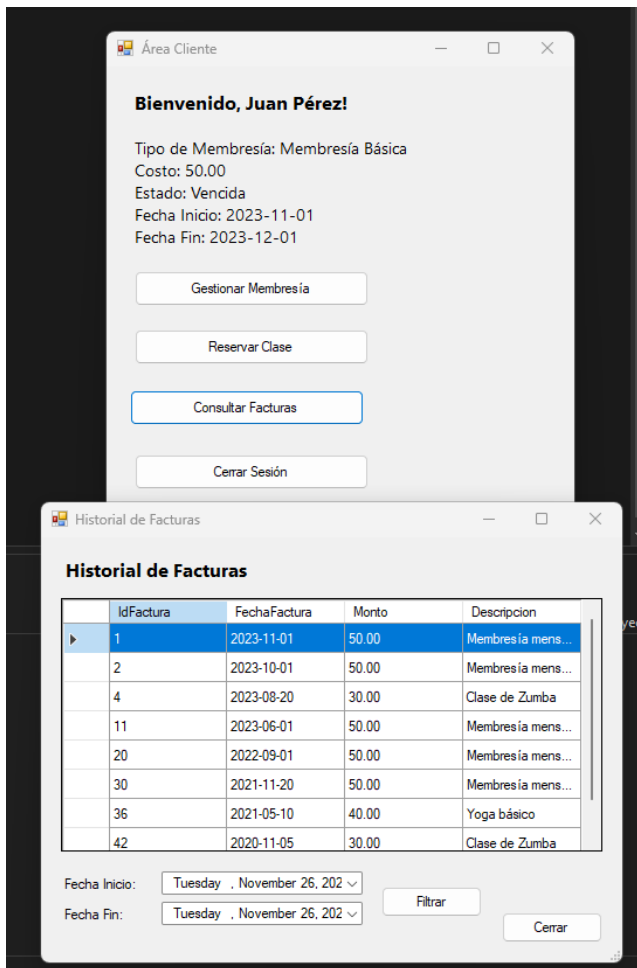 Área Cliente
Bienvenido, Juan Pérez!
Tipo de Membresía: Membresía Básica
Costo: 50.00
Estado: Vencida
Fecha Inicio: 2023-11-01
Fecha Fin: 2023-12-01
Gestionar Membresía
Reservar Clase
Consultar Facturas
Cerrar Sesión
Historial de Facturas
Historial de Facturas
IdFactura FechaFactura Monto Descripcion
1 2023-11-01 50.00 Membresía mens...
2 2023-10-01 50.00 Membresía mens...
4 2023-08-20 30.00 Clase de Zumba
11 2023-06-01 50.00 Membresía mens...
20 2022-09-01 50.00 Membresía mens...
30 2021-11-20 50.00 Membresía mens...
36 2021-05-10 40.00 Yoga básico
42 2020-11-05 30.00 Clase de Zumba
Fecha Inicio: Tuesday , November 26, 202
Filtrar
Fecha Fin: Tuesday , November 26, 202
Cerrar